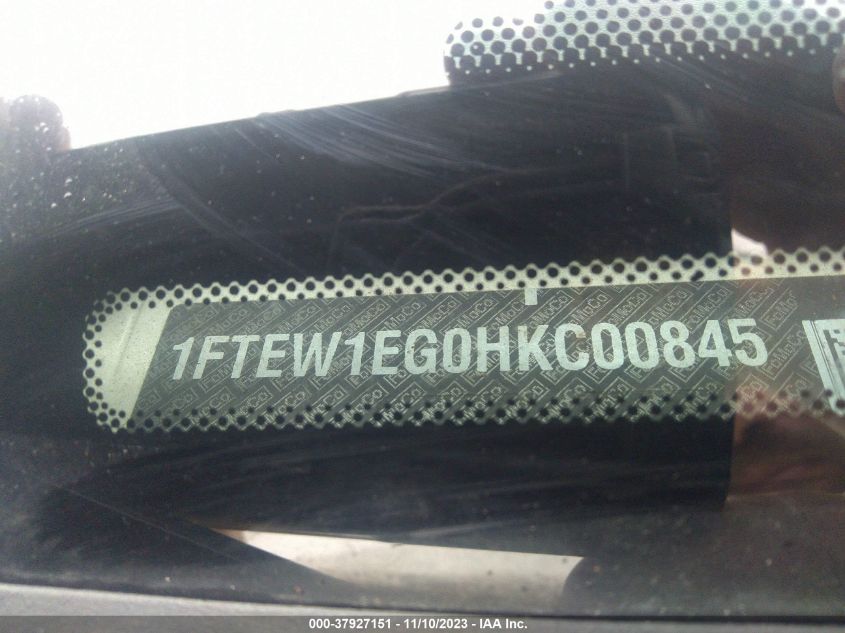 1FTEW1EG0HKC00845
000-37927151 - 11/10/2023 - IAA Inc.